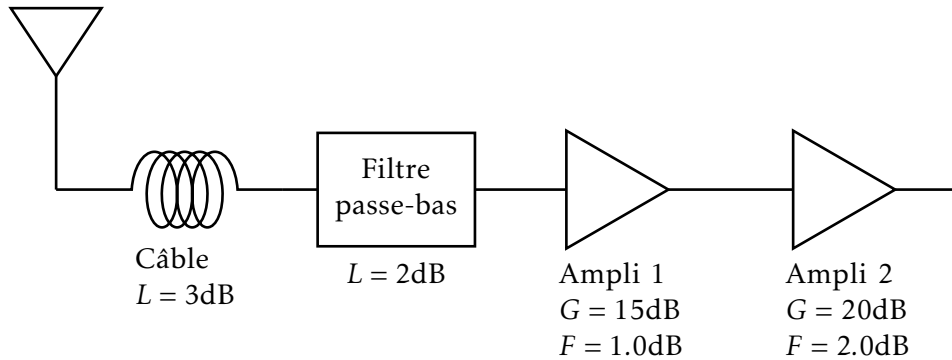 Câble
L = 3dB
Filtre
passe-bas
L = 2dB
Ampli 1
G = 15dB
F = 1.0dB
Ampli 2
G = 20dB
F = 2.0dB